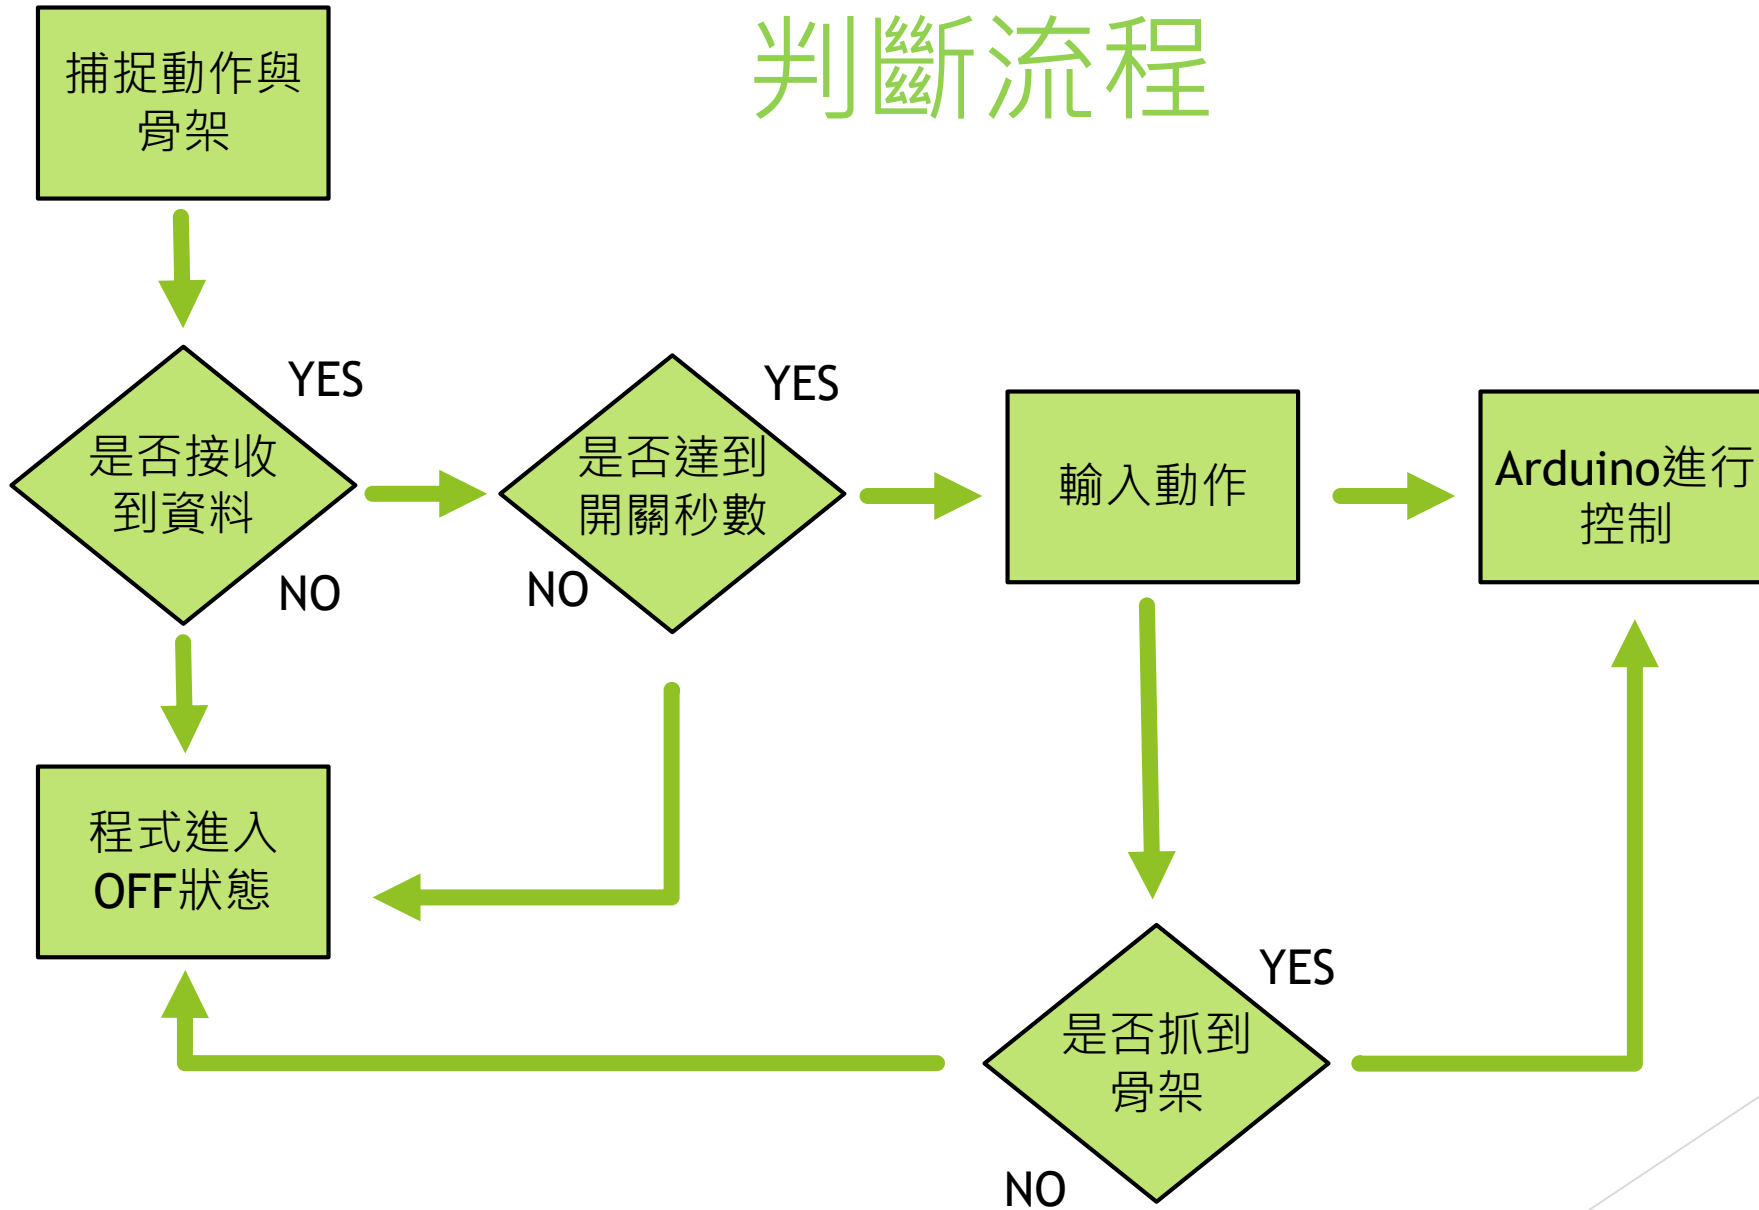 判斷流程
捕捉動作與
骨架
YES
是否接收
到資料
NO
YES
是否達到
開關秒數
NO
輸入動作
Arduino進行
控制
程式進入
OFF狀態
YES
是否抓到
骨架
NO